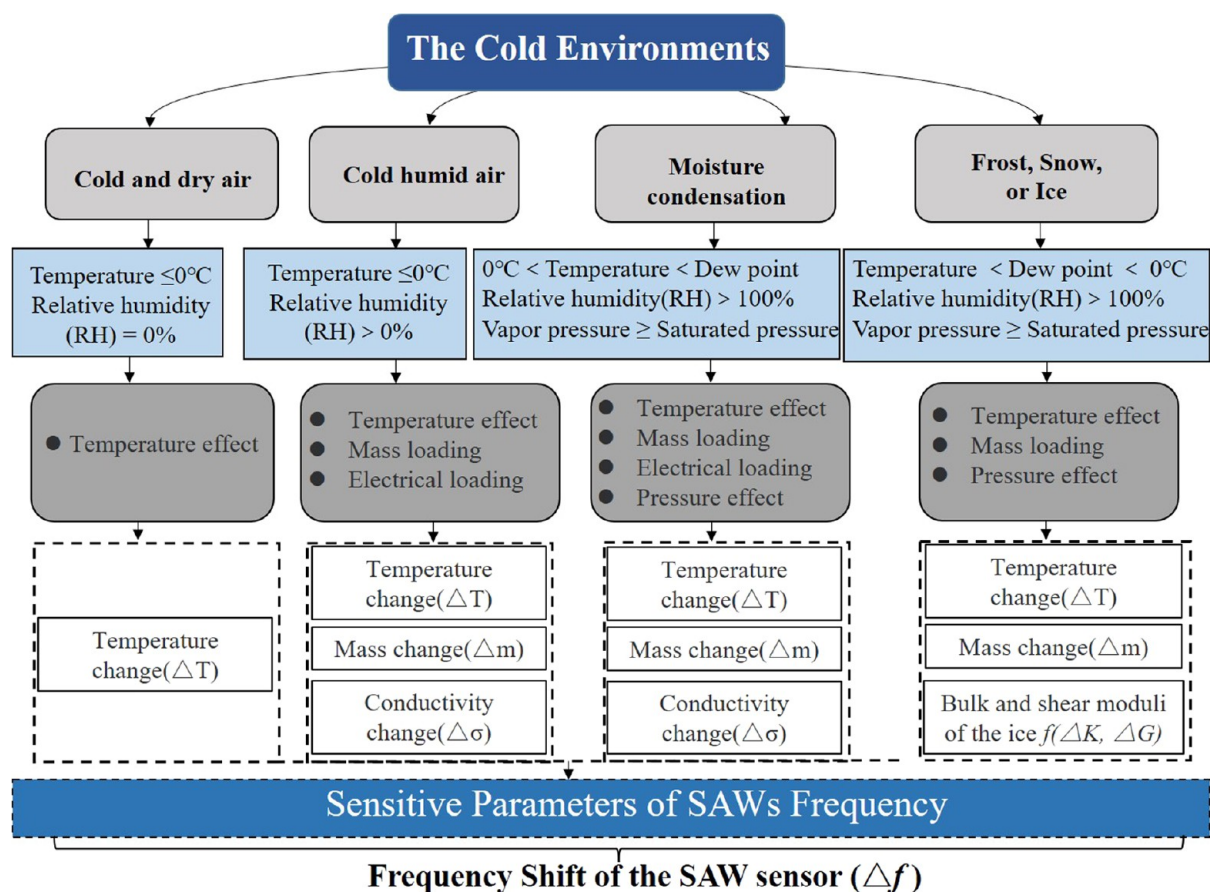 The Cold Environments
Cold and dry air
Cold humid air
Moisture
condensation
Frost, Snow,
or Ice
Temperature ≤0°C
Relative humidity
(RH) = 0%
Temperature ≤0°C
Relative humidity
(RH) > 0%
0°C < Temperature < Dew point
Relative humidity(RH) > 100%
Vapor pressure ≥ Saturated pressure
Temperature < Dew point < 0°C
Relative humidity(RH) > 100%
Vapor pressure ≥ Saturated pressure
● Temperature effect
● Temperature effect
● Mass loading
● Electrical loading
● Temperature effect
● Mass loading
● Electrical loading
● Pressure effect
● Temperature effect
● Mass loading
● Pressure effect
Temperature
change(△T)
Temperature
change(△T)
Mass change(△m)
Conductivity
change(△σ)
Temperature
change(△T)
Mass change(△m)
Conductivity
change(△σ)
Temperature
change(△T)
Mass change(△m)
Bulk and shear moduli
of the ice f(△K, △G)
Sensitive Parameters of SAWs Frequency
Frequency Shift of the SAW sensor (△f)